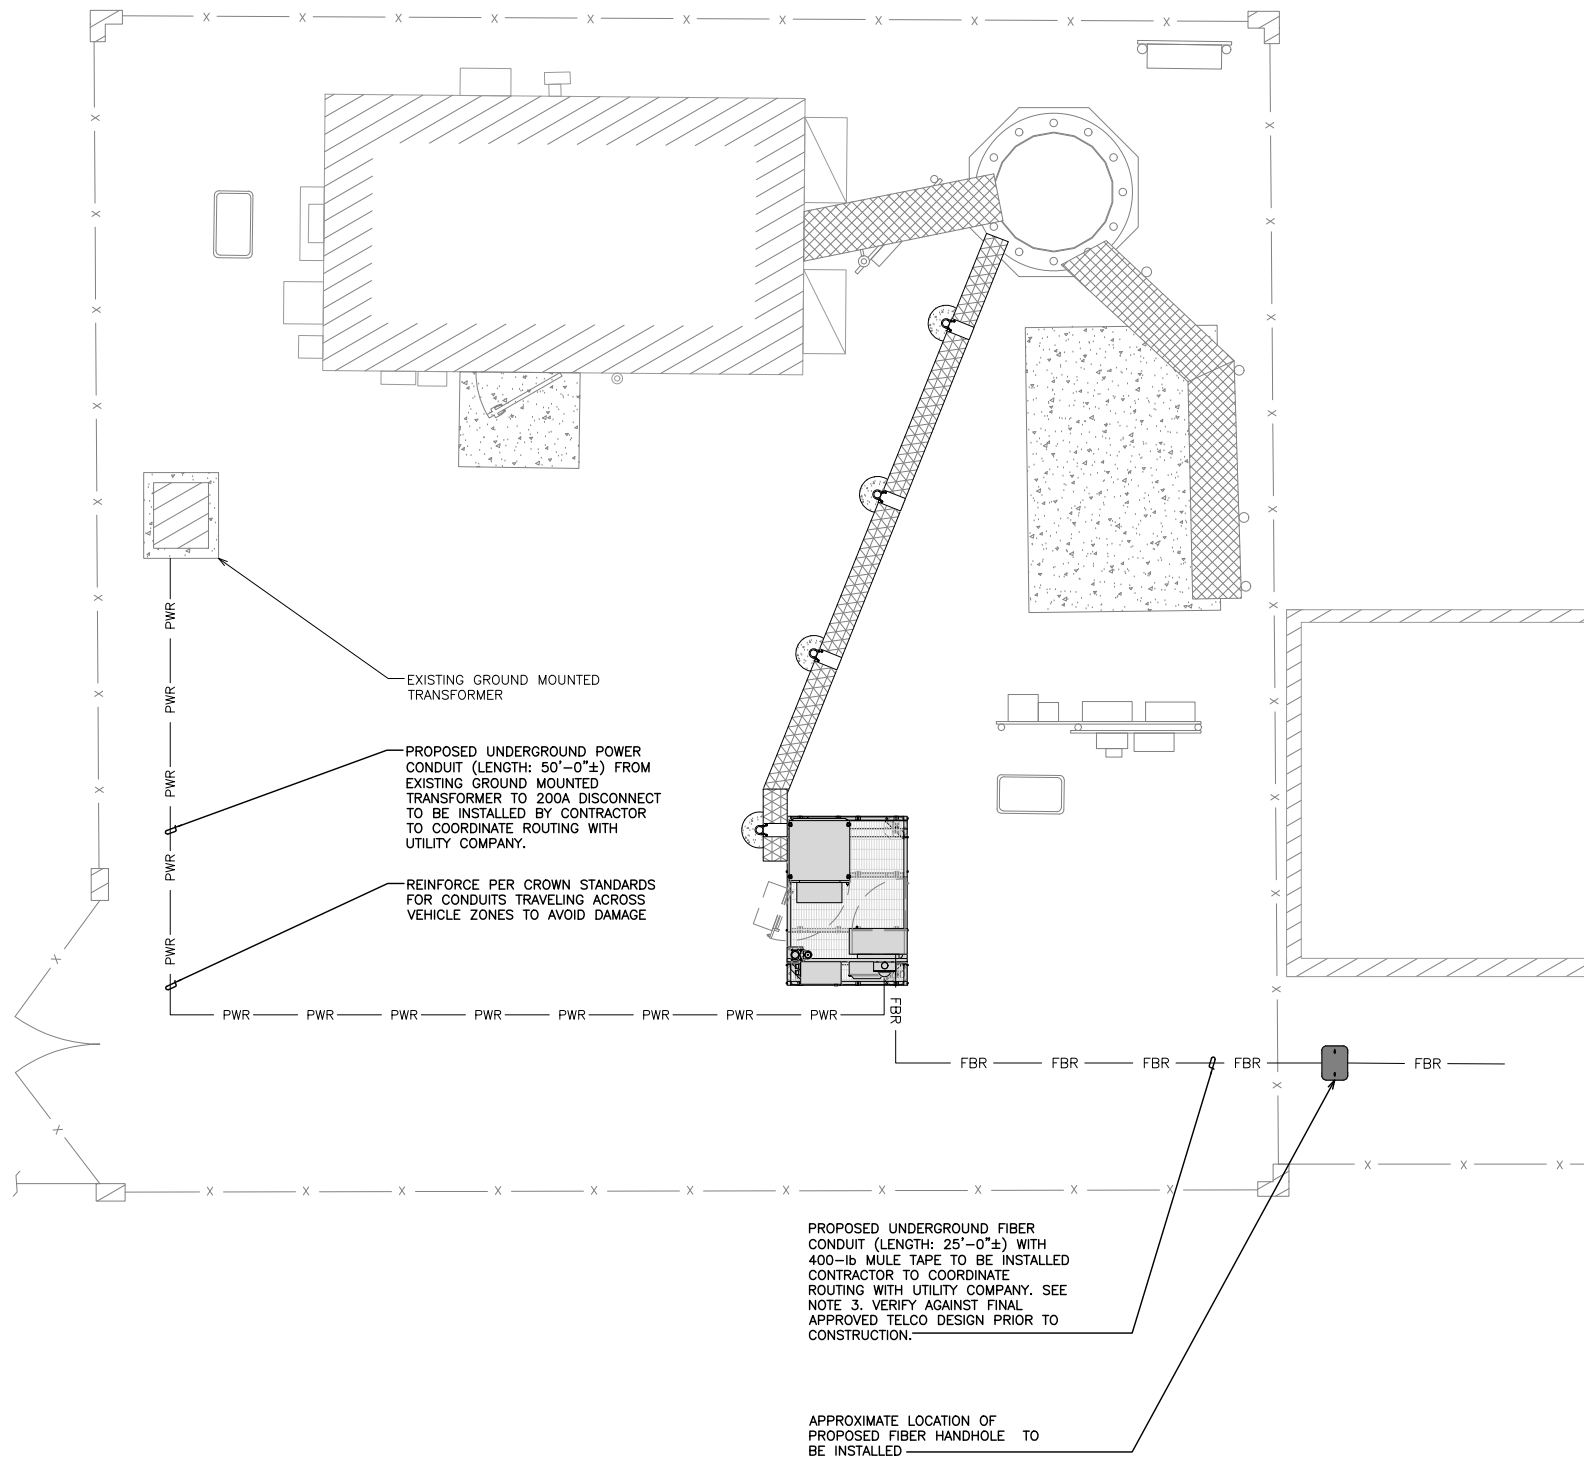 PWR
PWR
PWR
PWR
PWR
EXISTING GROUND MOUNTED
TRANSFORMER
PROPOSED UNDERGROUND POWER
CONDUIT (LENGTH: 50'-0"±) FROM
EXISTING GROUND MOUNTED
TRANSFORMER TO 200A DISCONNECT
TO BE INSTALLED BY CONTRACTOR
TO COORDINATE ROUTING WITH
UTILITY COMPANY.
REINFORCE PER CROWN STANDARDS
FOR CONDUITS TRAVELING ACROSS
VEHICLE ZONES TO AVOID DAMAGE
PWR PWR PWR PWR PWR PWR PWR PWR
FBR
FBR FBR FBR FBR FBR
PROPOSED UNDERGROUND FIBER
CONDUIT (LENGTH: 25'-0"±) WITH
400-lb MULE TAPE TO BE INSTALLED
CONTRACTOR TO COORDINATE
ROUTING WITH UTILITY COMPANY. SEE
NOTE 3. VERIFY AGAINST FINAL
APPROVED TELCO DESIGN PRIOR TO
CONSTRUCTION.
APPROXIMATE LOCATION OF
PROPOSED FIBER HANDHOLE TO
BE INSTALLED